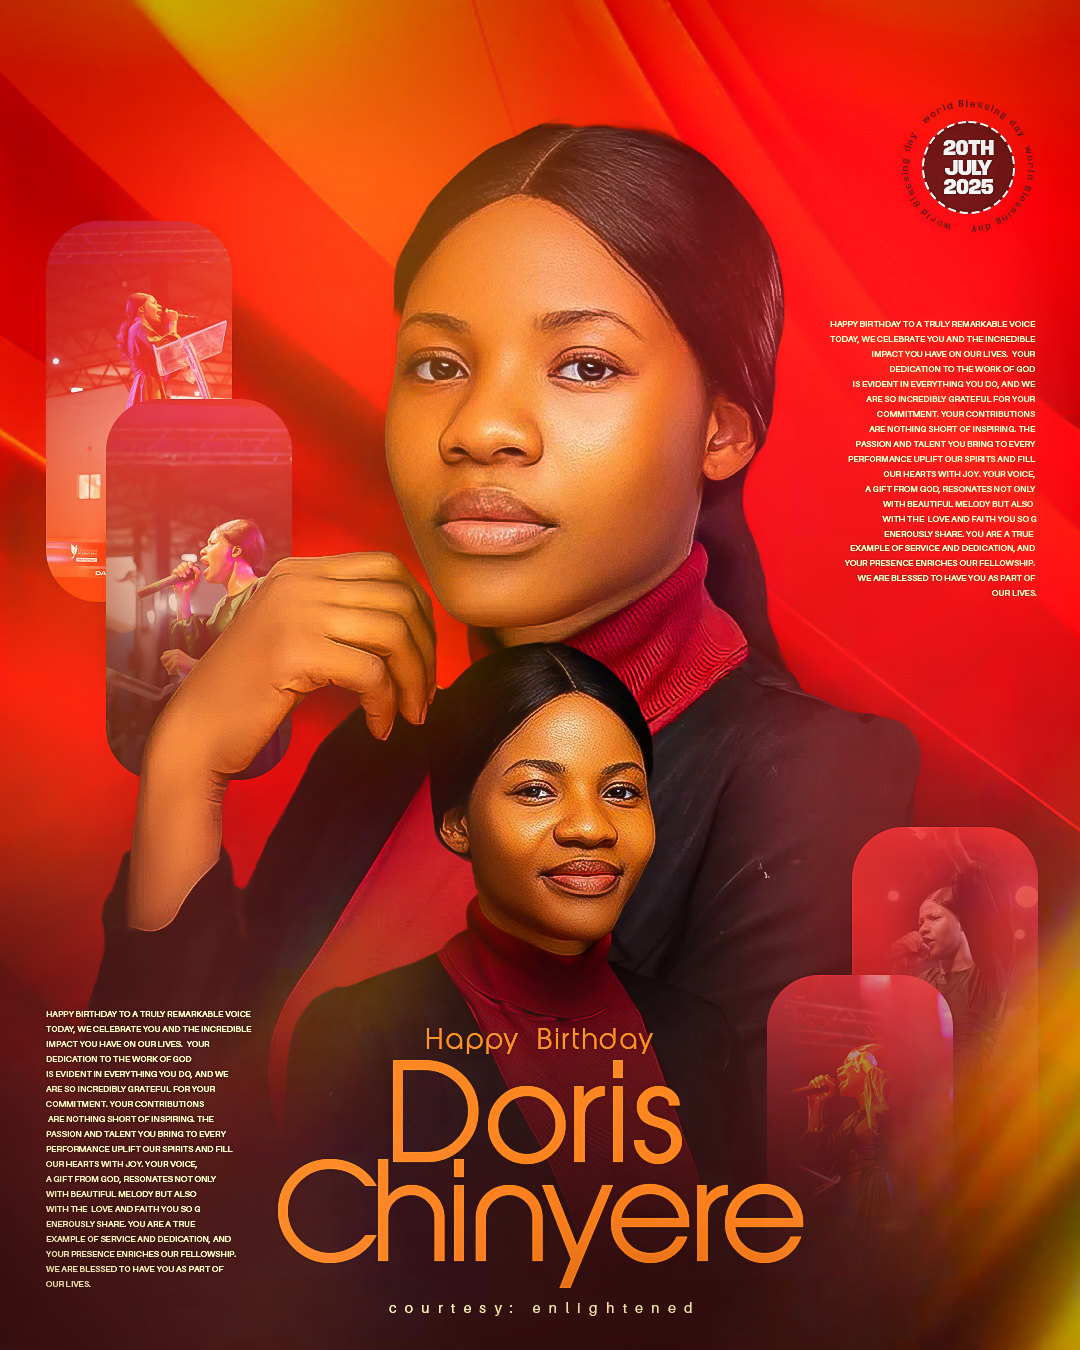 world Blessing day world Blessing day world Blessing day
20TH
JULY
2025
HAPPY BIRTHDAY TO A TRULY REMARKABLE VOICE
TODAY, WE CELEBRATE YOU AND THE INCREDIBLE
IMPACT YOU HAVE ON OUR LIVES. YOUR
DEDICATION TO THE WORK OF GOD
IS EVIDENT IN EVERYTHING YOU DO, AND WE
ARE SO INCREDIBLY GRATEFUL FOR YOUR
COMMITMENT. YOUR CONTRIBUTIONS
ARE NOTHING SHORT OF INSPIRING. THE
PASSION AND TALENT YOU BRING TO EVERY
PERFORMANCE UPLIFT OUR SPIRITS AND FILL
OUR HEARTS WITH JOY. YOUR VOICE,
A GIFT FROM GOD, RESONATES NOT ONLY
WITH BEAUTIFUL MELODY BUT ALSO
WITH THE LOVE AND FAITH YOU SO G
ENEROUSLY SHARE. YOU ARE A TRUE
EXAMPLE OF SERVICE AND DEDICATION, AND
YOUR PRESENCE ENRICHES OUR FELLOWSHIP.
WE ARE BLESSED TO HAVE YOU AS PART OF
OUR LIVES.
DA
HAPPY BIRTHDAY TO A TRULY REMARKABLE VOICE
TODAY, WE CELEBRATE YOU AND THE INCREDIBLE
IMPACT YOU HAVE ON OUR LIVES. YOUR
DEDICATION TO THE WORK OF GOD
IS EVIDENT IN EVERYTHING YOU DO, AND WE
ARE SO INCREDIBLY GRATEFUL FOR YOUR
COMMITMENT. YOUR CONTRIBUTIONS
ARE NOTHING SHORT OF INSPIRING. THE
PASSION AND TALENT YOU BRING TO EVERY
PERFORMANCE UPLIFT OUR SPIRITS AND FILL
OUR HEARTS WITH JOY. YOUR VOICE,
A GIFT FROM GOD, RESONATES NOT ONLY
WITH BEAUTIFUL MELODY BUT ALSO
WITH THE LOVE AND FAITH YOU SO G
ENEROUSLY SHARE. YOU ARE A TRUE
EXAMPLE OF SERVICE AND DEDICATION, AND
YOUR PRESENCE ENRICHES OUR FELLOWSHIP.
WE ARE BLESSED TO HAVE YOU AS PART OF
OUR LIVES.
Happy Birthday
Doris
Chinyere
courtesy: enlightened